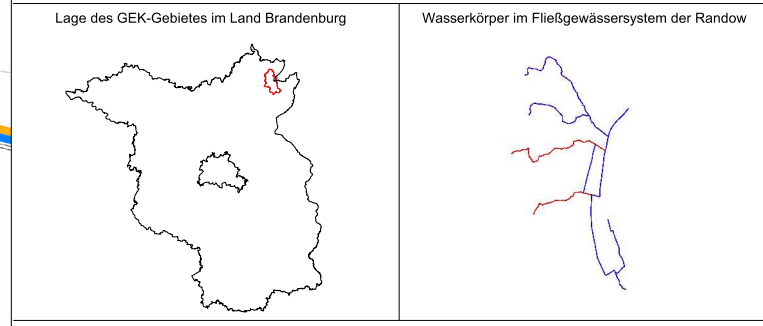 Lage des GEK-Gebietes im Land Brandenburg
Wasserkörper im Fließgewässersystem der Randow